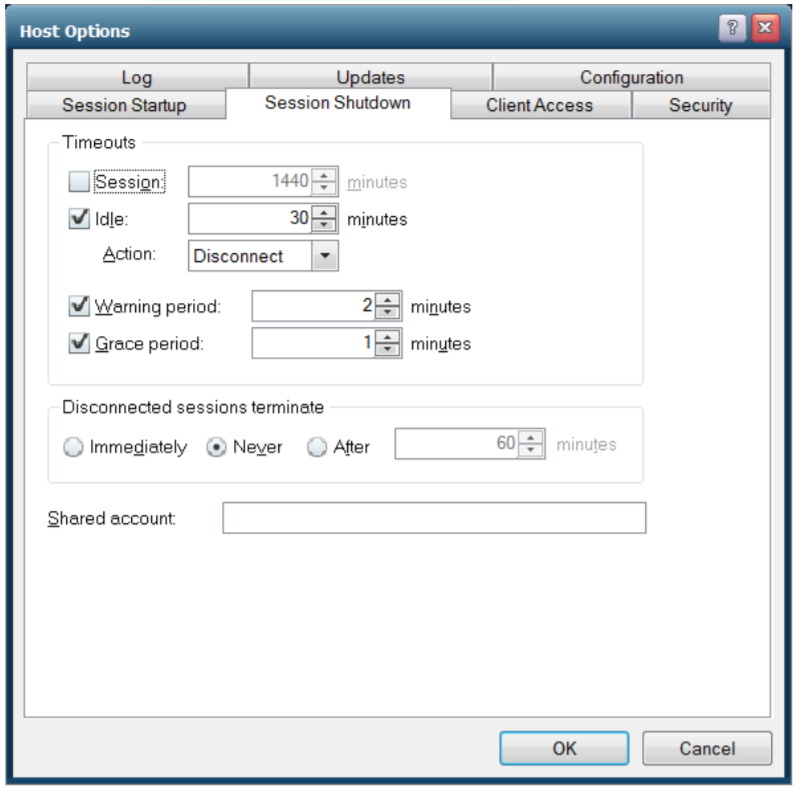 Host Options
Log Updates Configuration
Session Startup Session Shutdown Client Access Security
Timeouts
Session: 1440 minutes
Idle: 30 minutes
Action: Disconnect
Warning period: 2 minutes
Grace period: 1 minutes
Disconnected sessions terminate
Immediately Never After 60 minutes
Shared account:
OK Cancel